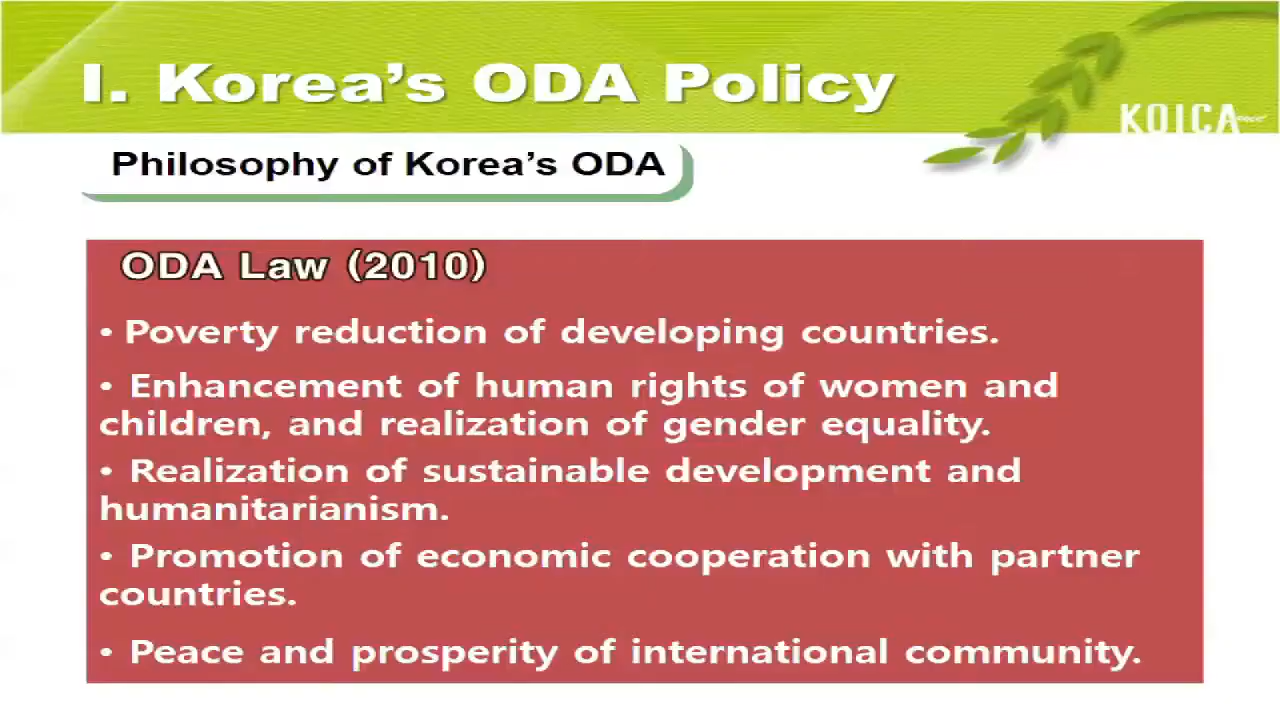 I. Korea's ODA Policy
KOICA
Philosophy of Korea's ODA
ODA Law (2010)
• Poverty reduction of developing countries.
• Enhancement of human rights of women and
children, and realization of gender equality.
• Realization of sustainable development and
humanitarianism.
• Promotion of economic cooperation with partner
countries.
• Peace and prosperity of international community.